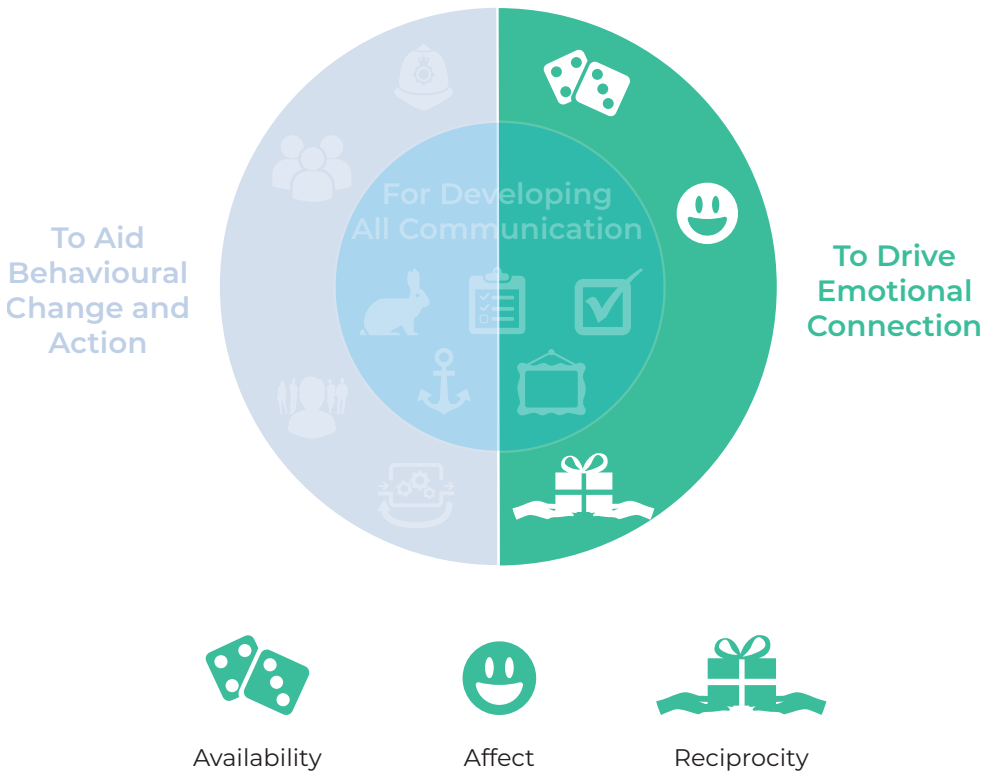 For Developing
All Communication
To Aid
Behavioural
Change and
Action
To Drive
Emotional
Connection
Availability
Affect
Reciprocity